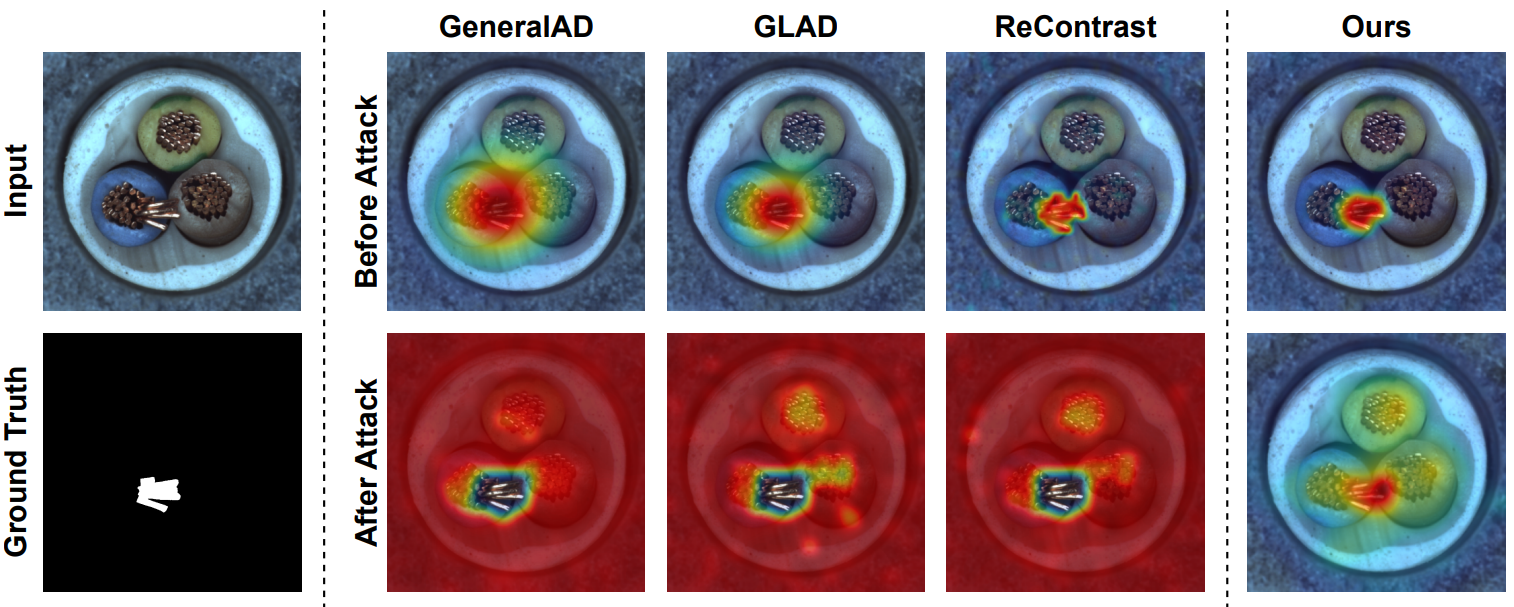 GeneralAD
GLAD
ReContrast
Ours
Input
Before Attack
Ground Truth
After Attack